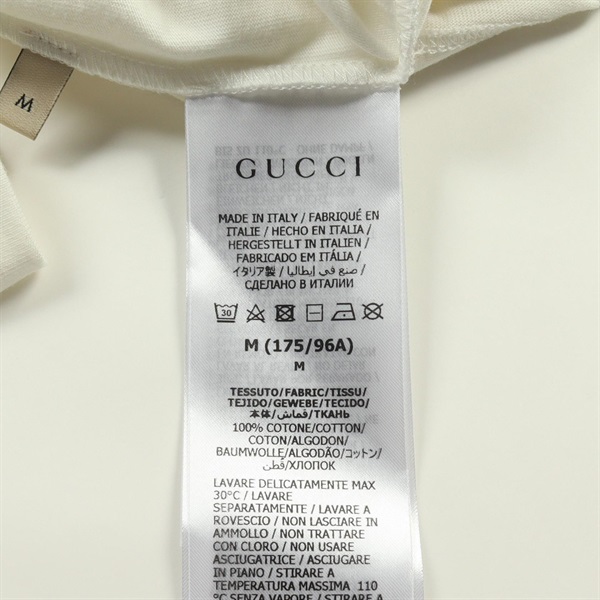 M
GUCCI
MADE IN ITALY / FABRIQUÉ EN
ITALIE / HECHO EN ITALIA /
HERGESTELLT IN ITALIEN /
FABRICADO EM ITÁLIA /
イタリア製 / صنع في إيطاليا /
СДЕЛАНО В ИТАЛИИ
30
M (175/96A)
M
TESSUTO/FABRIC/TISSU/
TEJIDO/GEWEBE/TECIDO/
本体/قماش/ТКАНЬ
100% COTONE/COTTON/
COTON/ALGODON/
BAUMWOLLE/ALGODÃO/コットン
/قطن/ХЛОПОК
LAVARE DELICATAMENTE MAX
30°C / LAVARE
SEPARATAMENTE / LAVARE A
ROVESCIO / NON LASCIARE IN
AMMOLLO / NON TRATTARE
CON CLORO / NON USARE
ASCIUGATRICE / ASCIUGARE
IN PIANO / STIRARE A
TEMPERATURA MASSIMA 110
°C SENZA VAPORE / STIRARE A